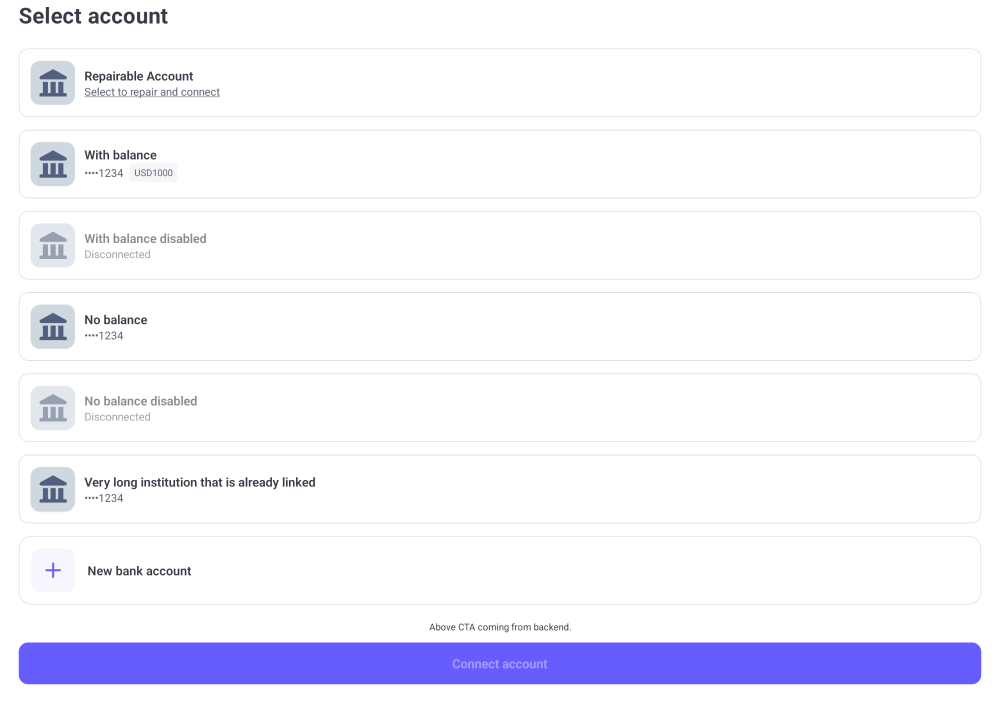 Select account
Repairable Account
Select to repair and connect
With balance
••••1234 USD1000
With balance disabled
Disconnected
No balance
••••1234
No balance disabled
Disconnected
Very long institution that is already linked
••••1234
New bank account
Above CTA coming from backend.
Connect account